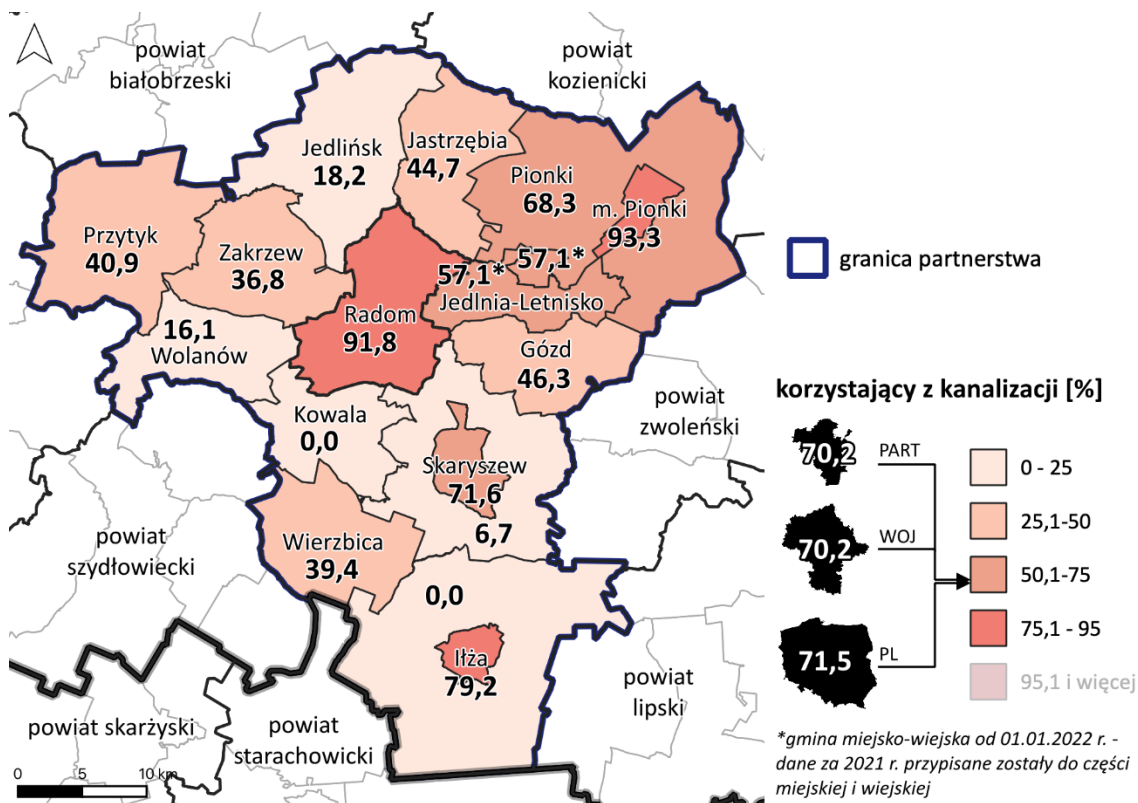 powiat
białobrzeski
powiat
kozienicki
Jedlińsk
18,2
Jastrzębia
44,7
Pionki
68,3
m. Pionki
93,3
Przytyk
40,9
Zakrzew
36,8
57,1*
57,1*
Jedlnia-Letnisko
granica partnerstwa
Radom
91,8
16,1
Wolanów
Gózd
46,3
Kowala
0,0
powiat
zwoleński
Skaryszew
71,6
6,7
Wierzbica
39,4
powiat
szydłowiecki
0,0
Iłża
79,2
powiat
lipski
powiat skarżyski
powiat
starachowicki
0 5 10 km
korzystający z kanalizacji [%]
70,2 PART
70,2 WOJ
71,5 PL
0 - 25
25,1-50
50,1-75
75,1 - 95
95,1 i więcej
*gmina miejsko-wiejska od 01.01.2022 r. -
dane za 2021 r. przypisane zostały do części
miejskiej i wiejskiej